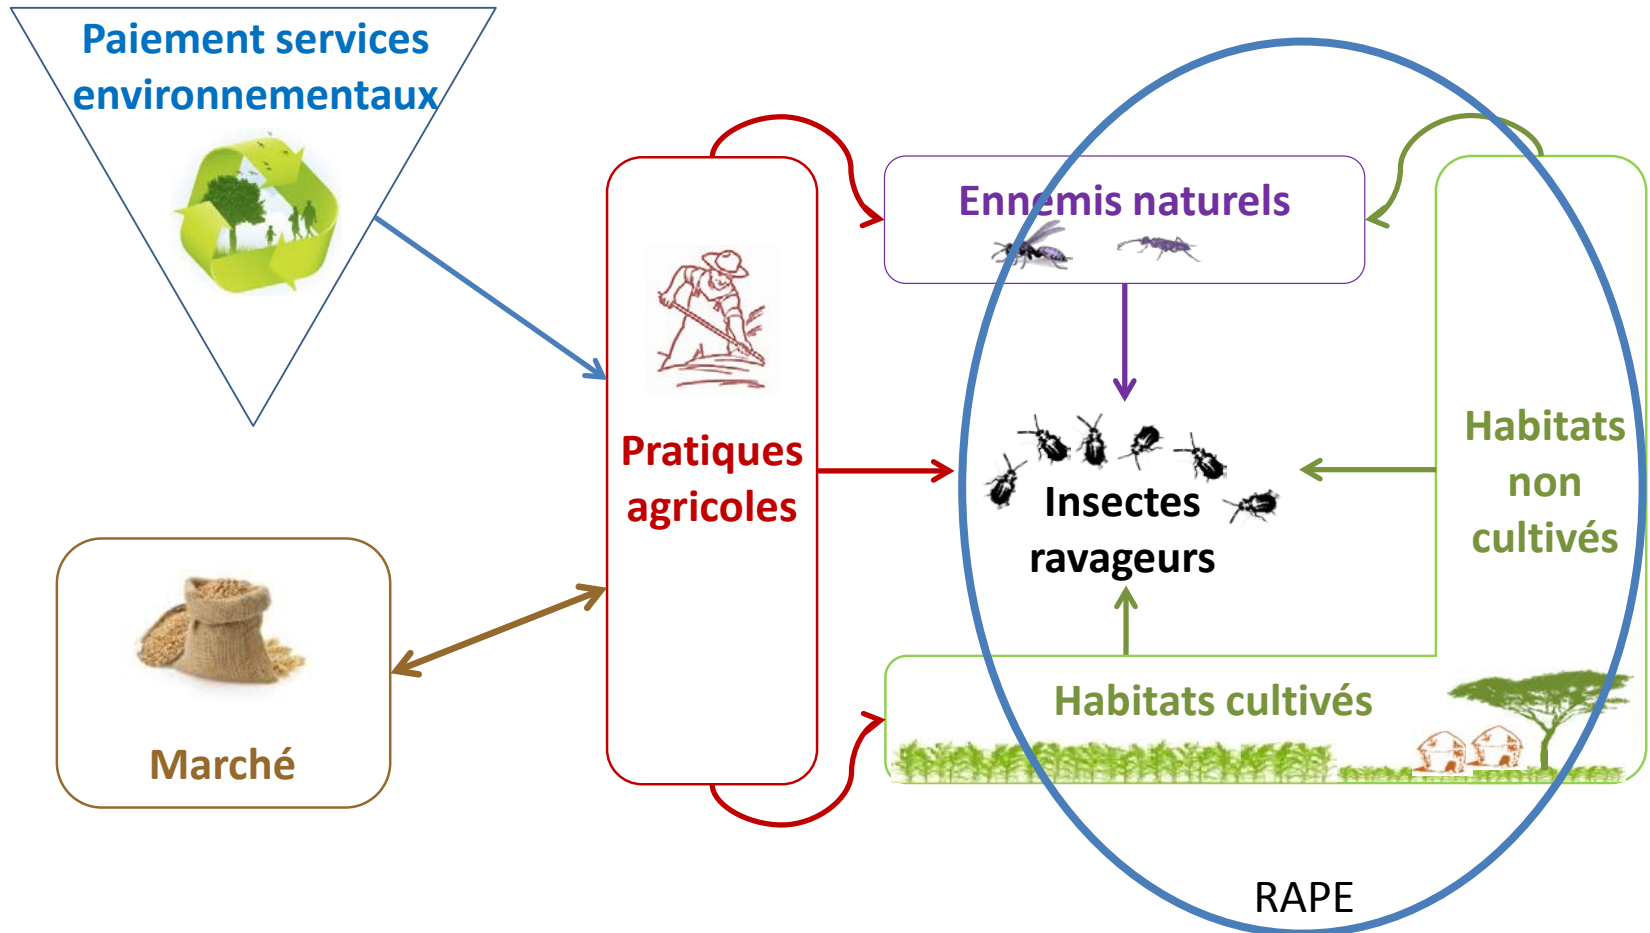 Paiement services
environnementaux
Ennemis naturels
Pratiques
agricoles
Insectes
ravageurs
Habitats
non
cultivés
Habitats cultivés
Marché
RAPE